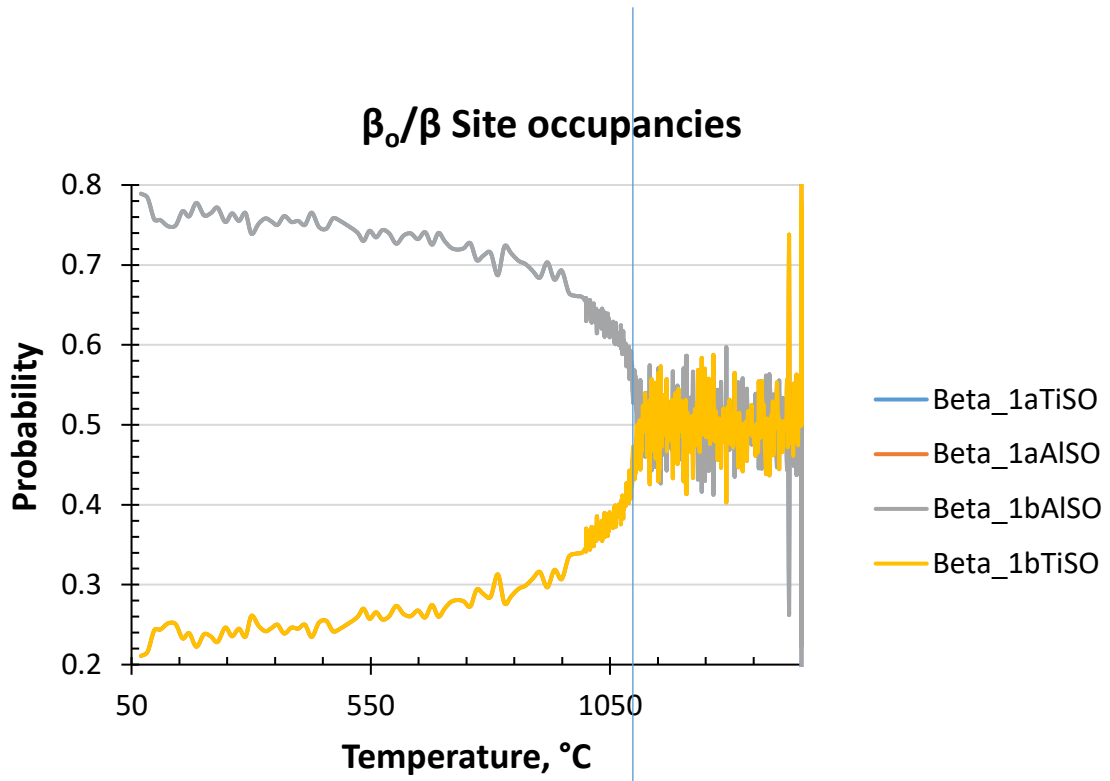 βₒ/β Site occupancies
0.8
0.7
0.6
0.5
0.4
0.3
0.2
Probability
50
550
1050
Temperature, °C
Beta_1aTiSO
Beta_1aAlSO
Beta_1bAlSO
Beta_1bTiSO